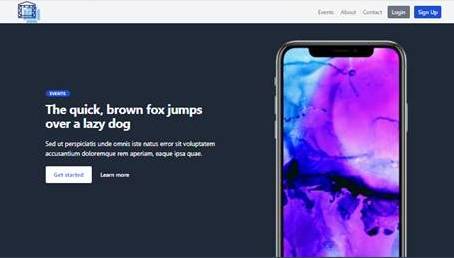 Events About Contact Login Sign Up
EVENTS
The quick, brown fox jumps
over a lazy dog
Sed ut perspiciatis unde omnis iste natus error sit voluptatem
accusantium doloremque rem aperiam, eaque ipsa quae.
Get started Learn more